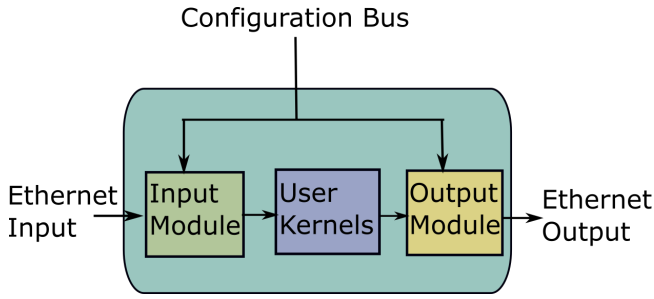 Configuration Bus
Ethernet
Input
Input
Module
User
Kernels
Output
Module
Ethernet
Output